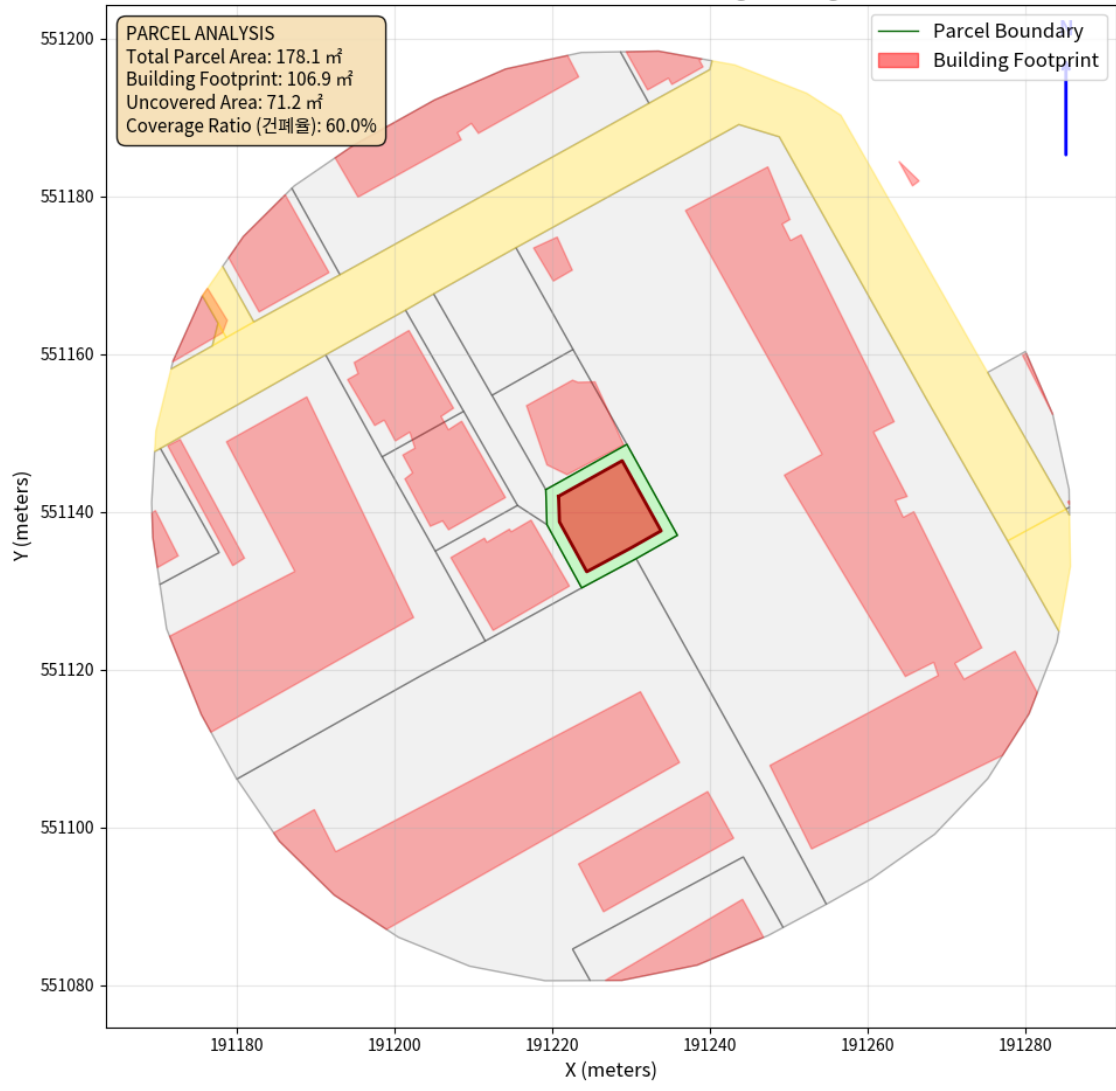 PARCEL ANALYSIS
Total Parcel Area: 178.1 ㎡
Building Footprint: 106.9 ㎡
Uncovered Area: 71.2 ㎡
Coverage Ratio (건폐율): 60.0%
Parcel Boundary
Building Footprint
N
551200
551180
551160
551140
551120
551100
551080
Y (meters)
191180
191200
191220
191240
191260
191280
X (meters)